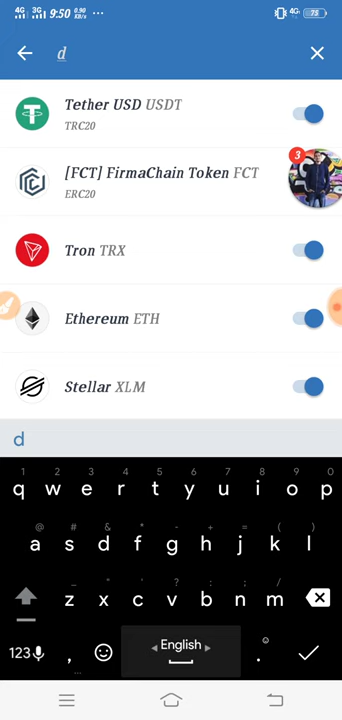 4G 3G 9:50 0.90 KB/s ... 4G 75
d
Tether USD USDT
TRC20
3
[FCT] FirmaChain Token FCT
ERC20
Tron TRX
Ethereum ETH
Stellar XLM
d
1 2 3 4 5 6 7 8 9 0
q w e r t y u i o p
@ # & * - + = ( )
a s d f g h j k l
_ " ' : ; / ?
z x c v b n m
123 , English .